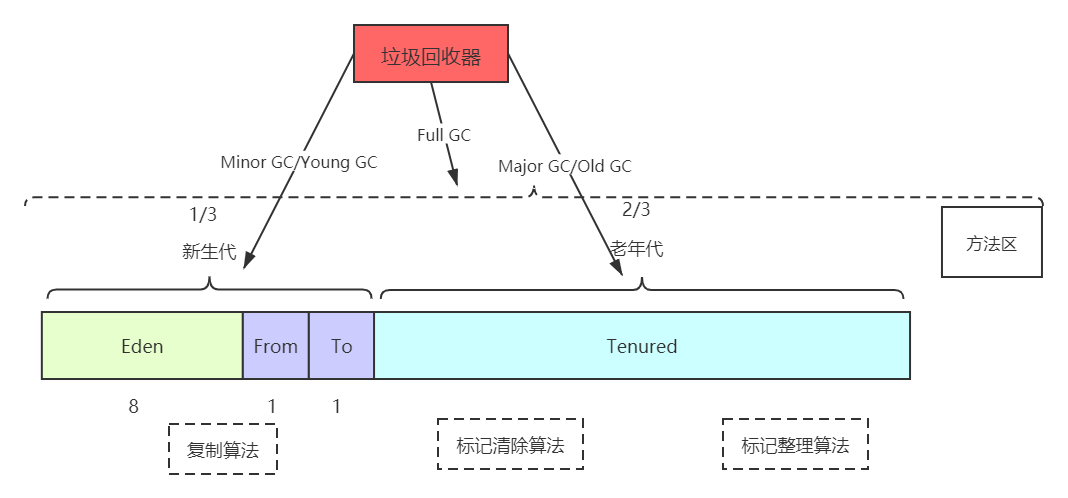 垃圾回收器
Full GC
Minor GC/Young GC
Major GC/Old GC
1/3
2/3
新生代
老年代
方法区
Eden
From
To
Tenured
8
1
1
复制算法
标记清除算法
标记整理算法